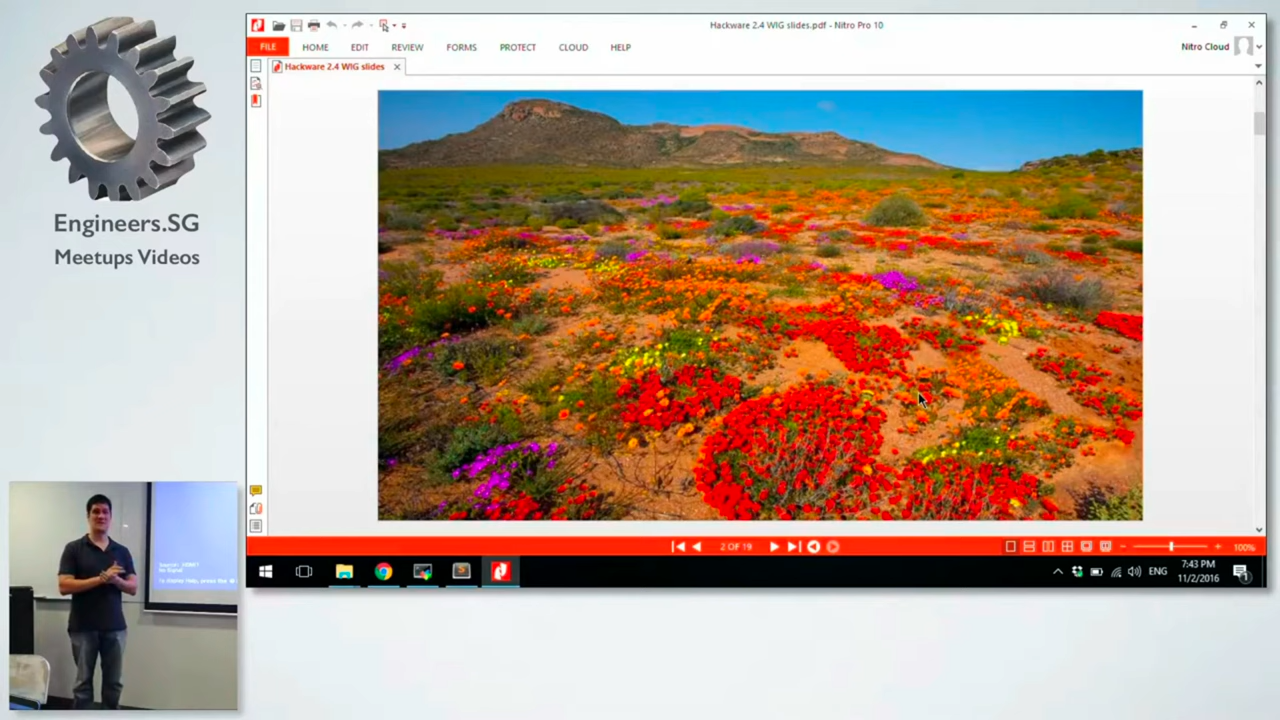 Engineers.SG
Meetups Videos
Hackware 2.4 WIG slides.pdf - Nitro Pro 10
FILE HOME EDIT REVIEW FORMS PROTECT CLOUD HELP
Nitro Cloud
Hackware 2.4 WIG slides
2 OF 19
100%
ENG
7:43 PM
11/2/2016
1